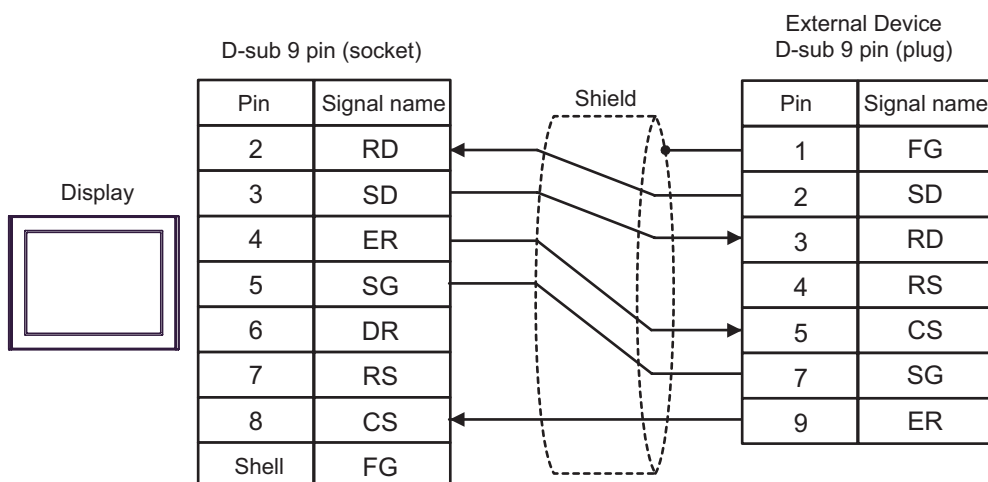 External Device
D-sub 9 pin (socket)
D-sub 9 pin (plug)
Display
Pin Signal name
2 RD
3 SD
4 ER
5 SG
6 DR
7 RS
8 CS
Shell FG
Shield
Pin Signal name
1 FG
2 SD
3 RD
4 RS
5 CS
7 SG
9 ER